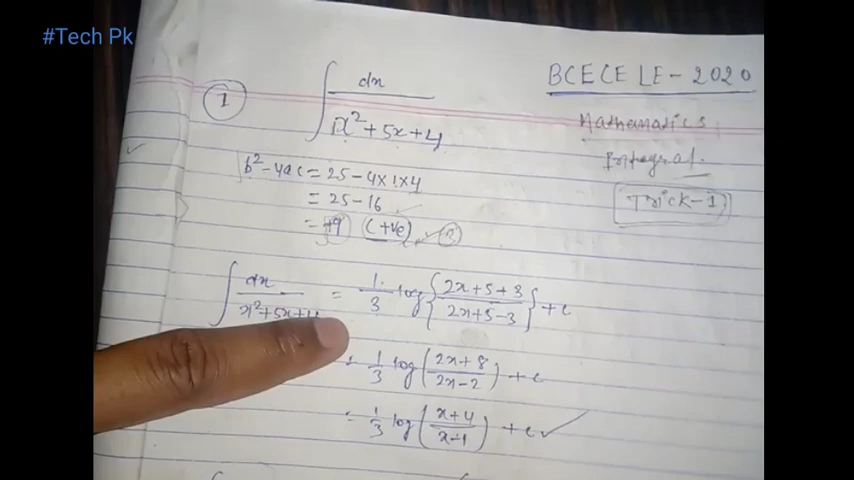 #Tech Pk
BCECE LE-2020
Mathematics
Integral.
Trick-1
1 ∫ dx / x²+5x+4
b²-4ac = 25-4×1×4
= 25-16
= +9 (+ve) 3
∫ dx / x²+5x+4 = 1/3 log{2x+5+3 / 2x+5-3} + c
= 1/3 log(2x+8 / 2x-2) + c
= 1/3 log(x+4 / x-1) + c